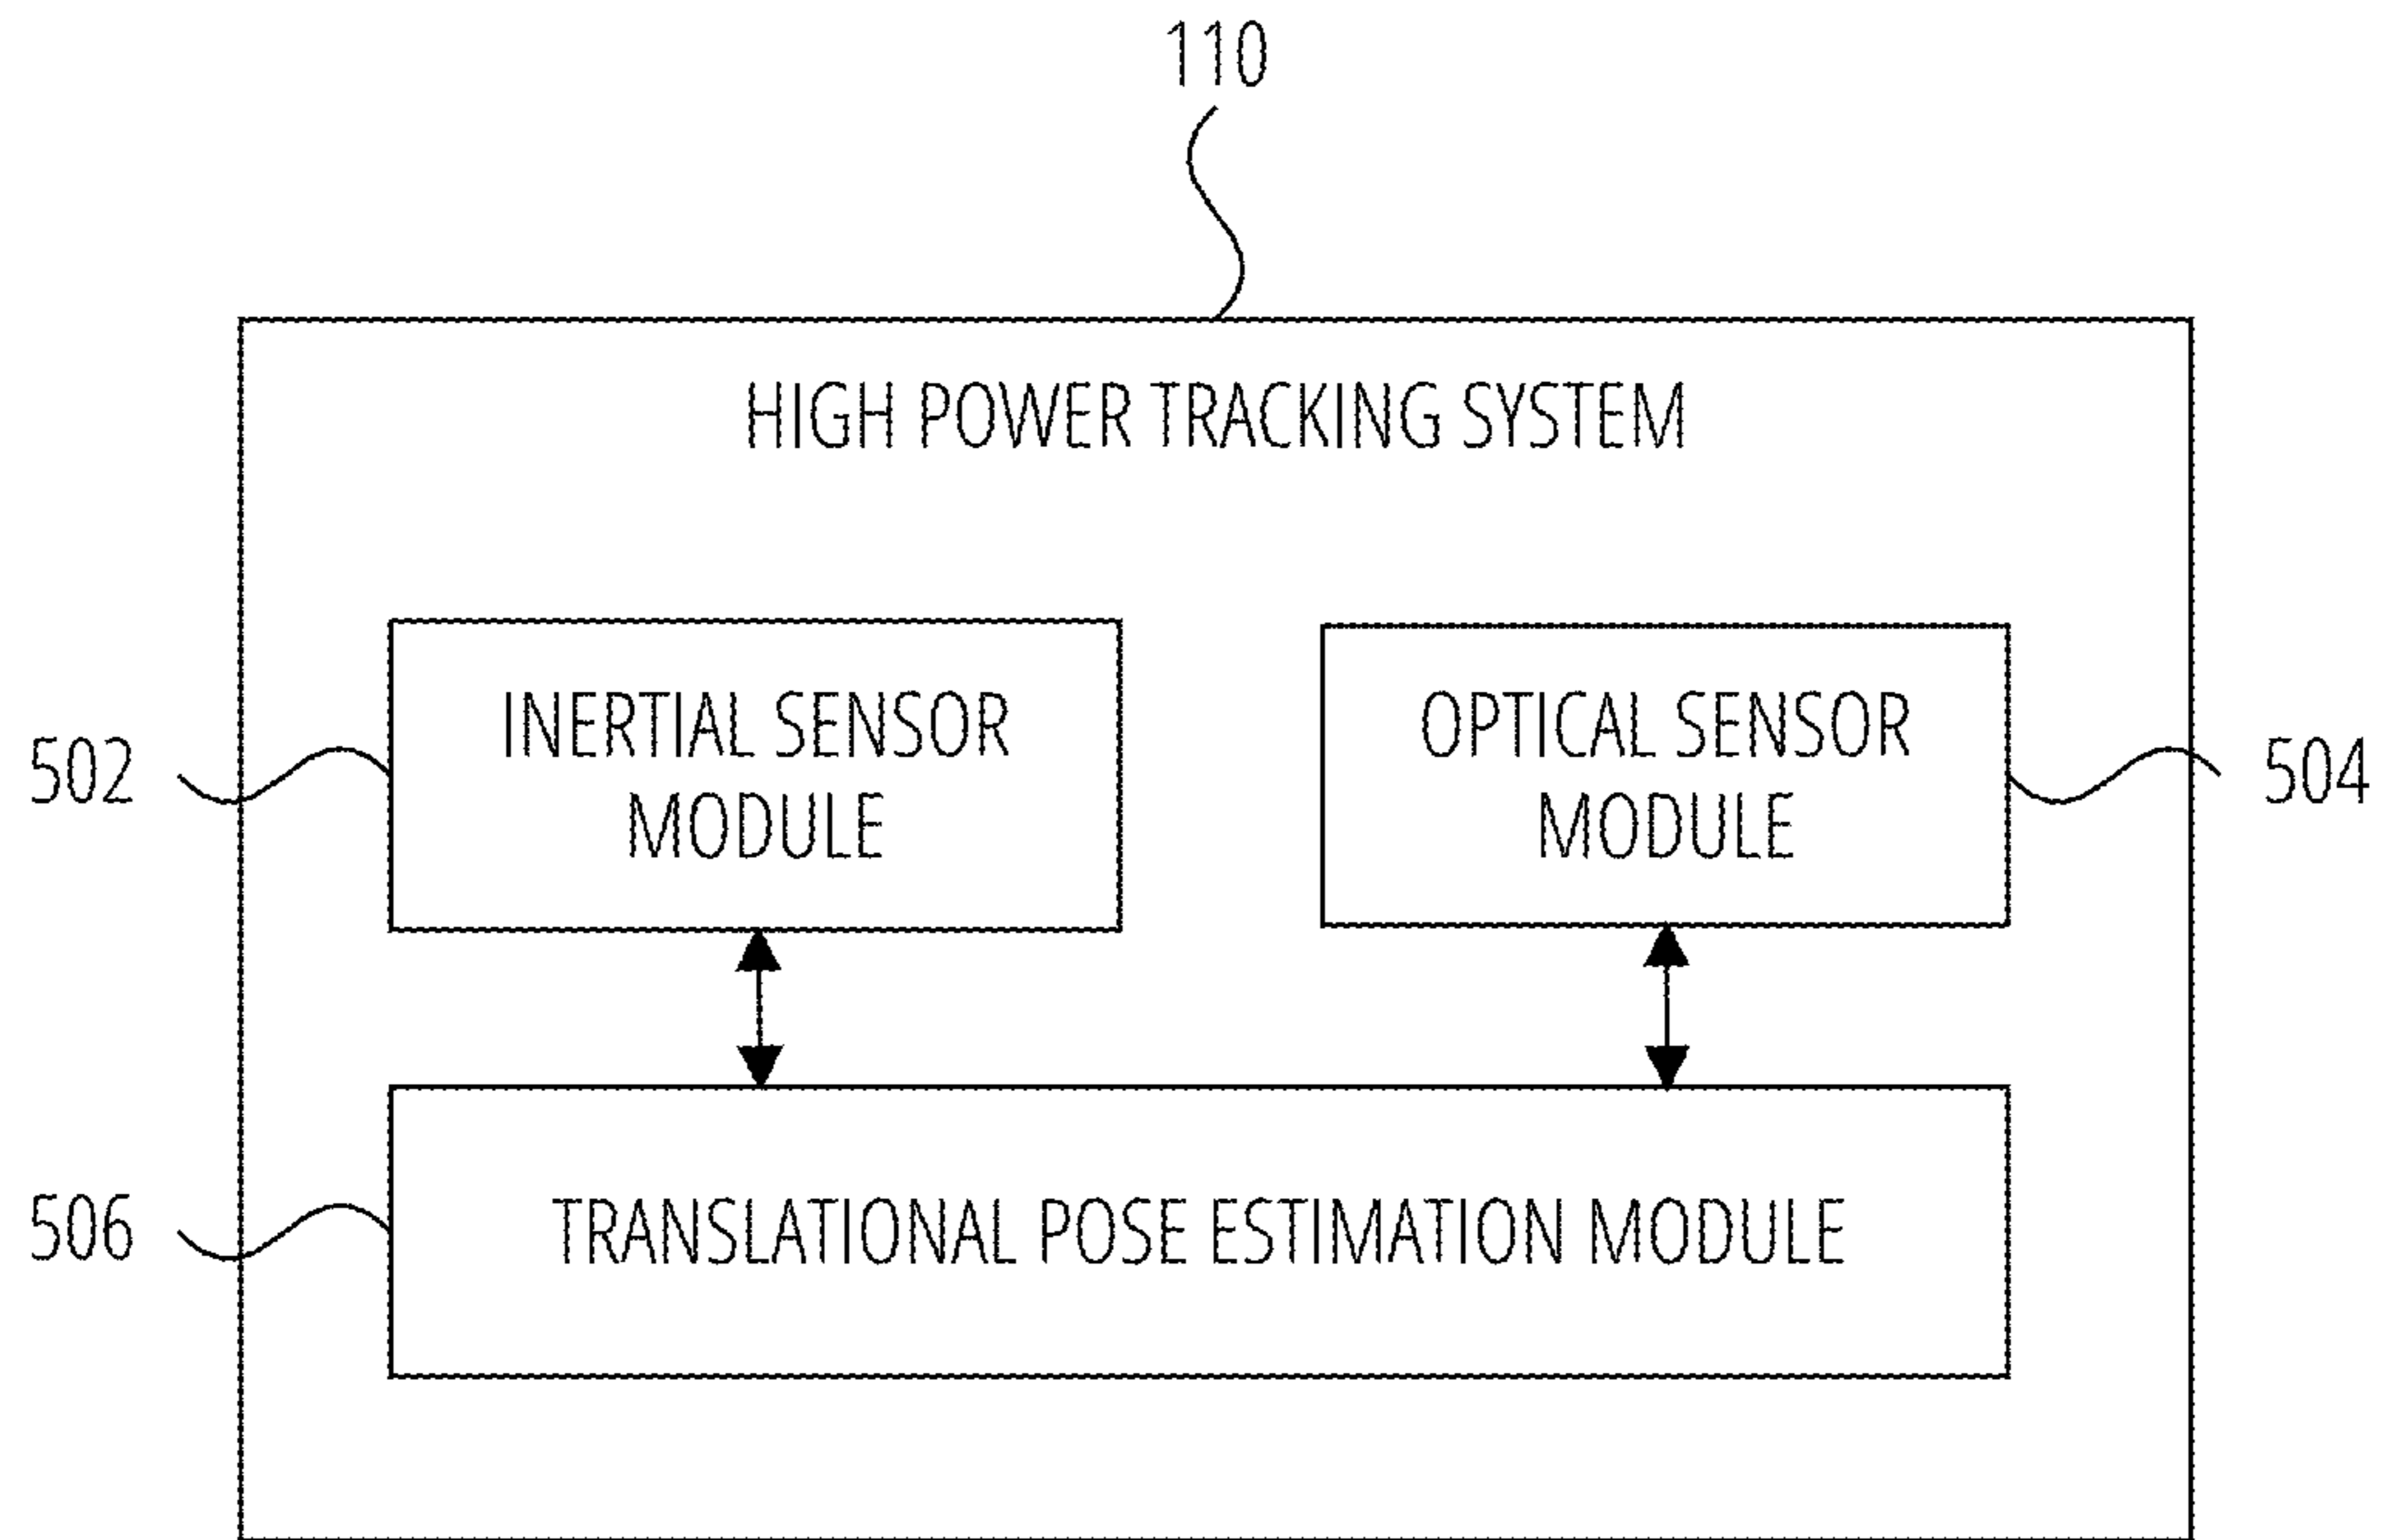 110
HIGH POWER TRACKING SYSTEM
INERTIAL SENSOR
MODULE
OPTICAL SENSOR
MODULE
502
504
TRANSLATIONAL POSE ESTIMATION MODULE
506